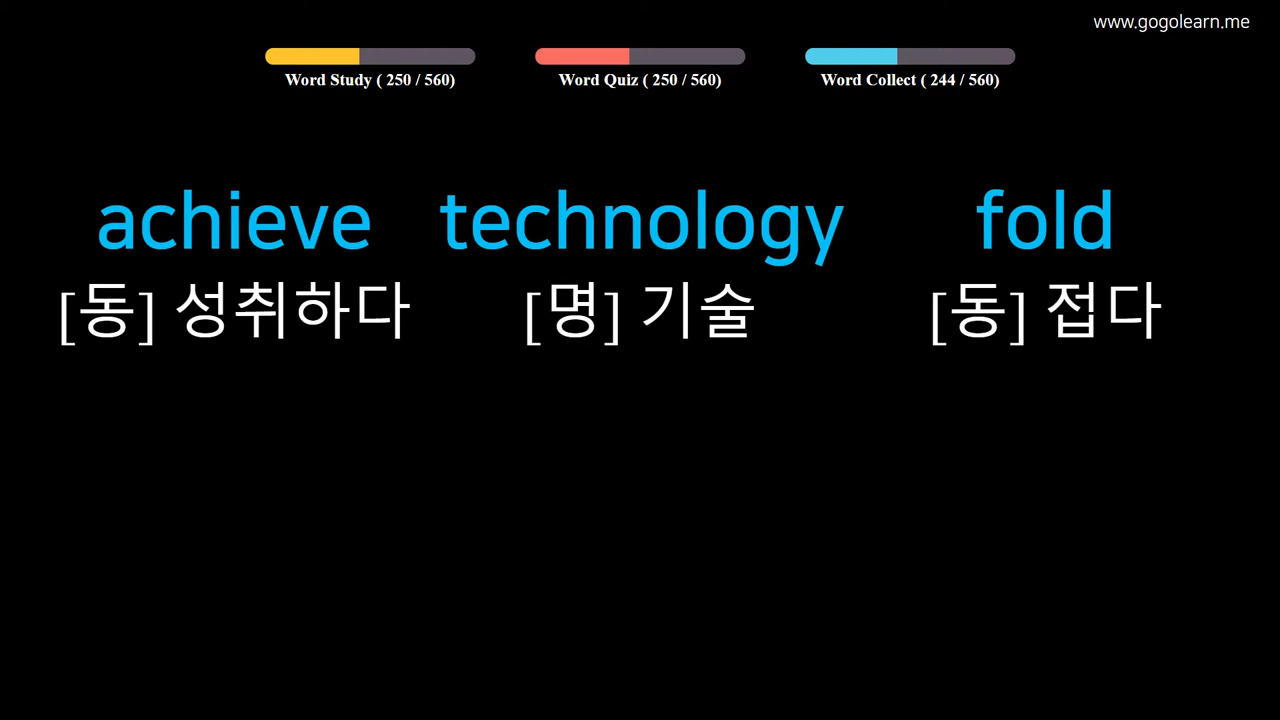 www.gogolearn.me
Word Study ( 250 / 560) Word Quiz ( 250 / 560) Word Collect ( 244 / 560)
achieve technology fold
[동] 성취하다 [명] 기술 [동] 접다